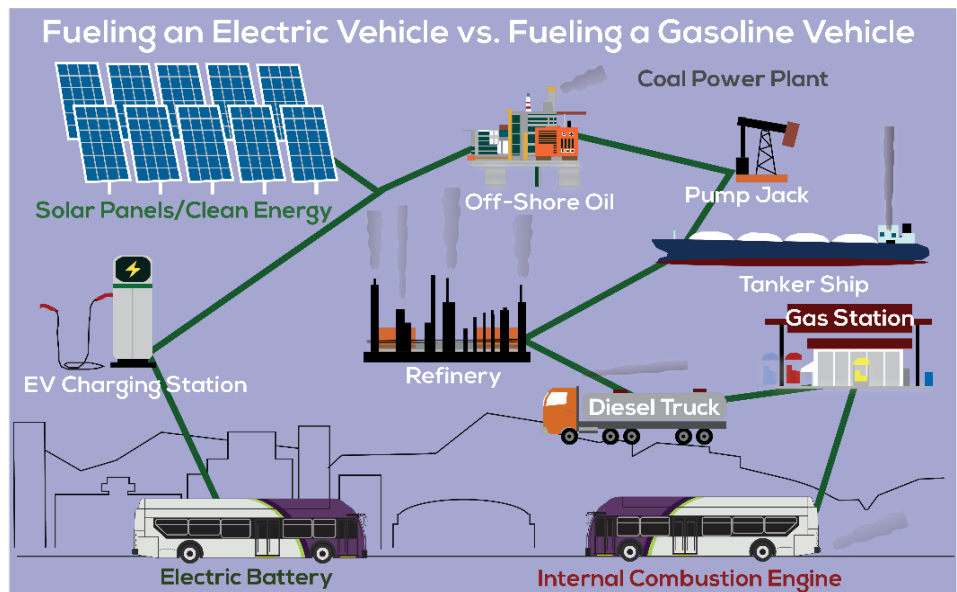 Fueling an Electric Vehicle vs. Fueling a Gasoline Vehicle
Coal Power Plant
Solar Panels/Clean Energy
Off-Shore Oil
Pump Jack
Tanker Ship
Gas Station
EV Charging Station
Refinery
Diesel Truck
Electric Battery
Internal Combustion Engine